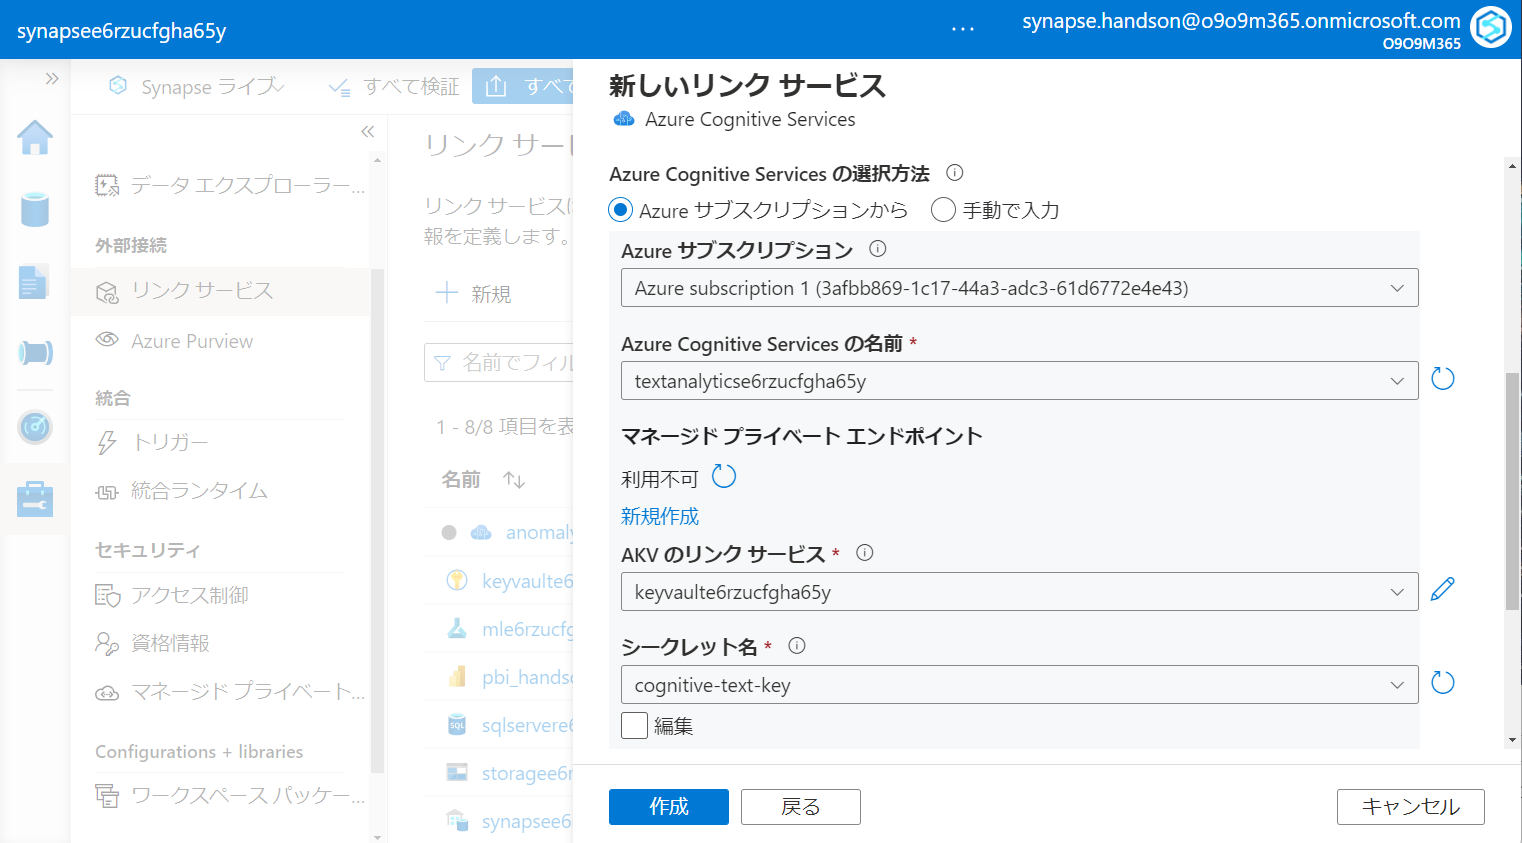 synapsee6rzucfgha65y
...
synapse.handson@o9o9m365.onmicrosoft.com
O9O9M365
Synapse ライブ
すべて検証
すべて
データ エクスプローラー...
外部接続
リンク サービス
Azure Purview
統合
トリガー
統合ランタイム
セキュリティ
アクセス制御
資格情報
マネージド プライベート...
Configurations + libraries
ワークスペース パッケー...
リンク サー
リンク サービスに
報を定義します。
新規
名前でフィル
1 - 8/8 項目を表
名前
anomaly
keyvaulte6
mle6rzucfg
pbi_handso
sqlservere6
SQL
storagee6r
synapsee6
新しいリンク サービス
Azure Cognitive Services
Azure Cognitive Services の選択方法
Azure サブスクリプションから
手動で入力
Azure サブスクリプション
Azure subscription 1 (3afbb869-1c17-44a3-adc3-61d6772e4e43)
Azure Cognitive Services の名前 *
textanalyticse6rzucfgha65y
マネージド プライベート エンドポイント
利用不可
新規作成
AKV のリンク サービス *
keyvaulte6rzucfgha65y
シークレット名 *
cognitive-text-key
編集
作成
戻る
キャンセル